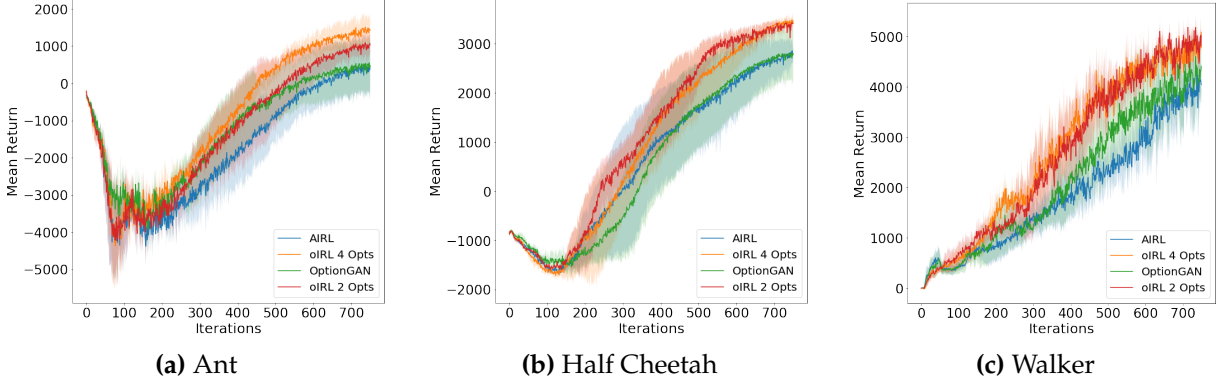 2000
1000
0
−1000
−2000
−3000
−4000
−5000
Mean Return
0 100 200 300 400 500 600 700
Iterations
AIRL
oIRL 4 Opts
OptionGAN
oIRL 2 Opts
(a) Ant
3000
2000
1000
0
−1000
−2000
Mean Return
0 100 200 300 400 500 600 700
Iterations
AIRL
oIRL 4 Opts
OptionGAN
oIRL 2 Opts
(b) Half Cheetah
5000
4000
3000
2000
1000
0
Mean Return
0 100 200 300 400 500 600 700
Iterations
AIRL
oIRL 4 Opts
OptionGAN
oIRL 2 Opts
(c) Walker